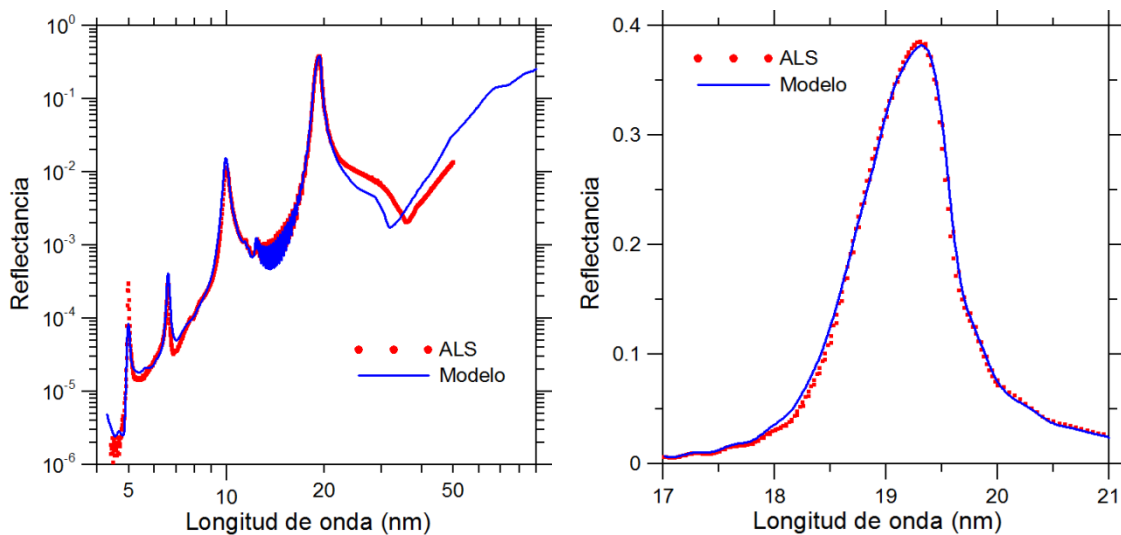 10⁰
10⁻¹
10⁻²
10⁻³
10⁻⁴
10⁻⁵
10⁻⁶
Reflectancia
ALS
Modelo
5 10 20 50
Longitud de onda (nm)
0.4
0.3
0.2
0.1
0
Reflectancia
ALS
Modelo
17 18 19 20 21
Longitud de onda (nm)